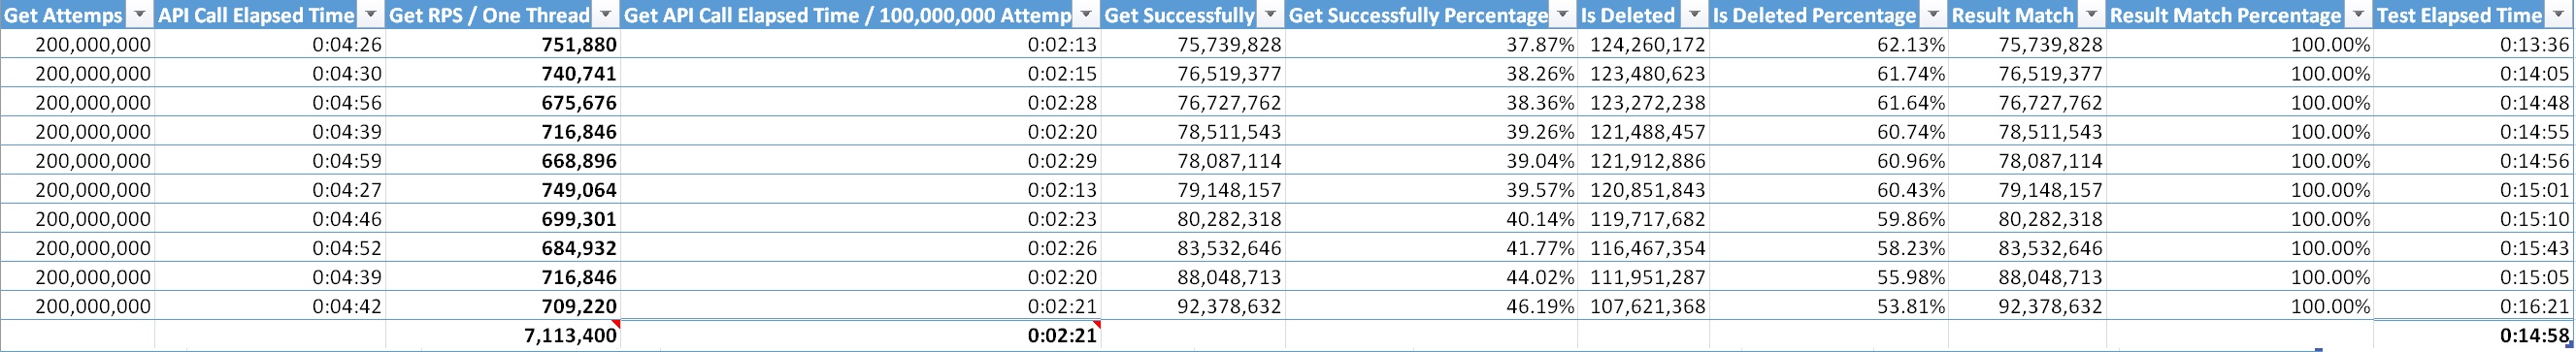 Get Attemps API Call Elapsed Time Get RPS / One Thread Get API Call Elapsed Time / 100,000,000 Attemp Get Successfully Get Successfully Percentage Is Deleted Is Deleted Percentage Result Match Result Match Percentage Test Elapsed Time
200,000,000 0:04:26 751,880 0:02:13 75,739,828 37.87% 124,260,172 62.13% 75,739,828 100.00% 0:13:36
200,000,000 0:04:30 740,741 0:02:15 76,519,377 38.26% 123,480,623 61.74% 76,519,377 100.00% 0:14:05
200,000,000 0:04:56 675,676 0:02:28 76,727,762 38.36% 123,272,238 61.64% 76,727,762 100.00% 0:14:48
200,000,000 0:04:39 716,846 0:02:20 78,511,543 39.26% 121,488,457 60.74% 78,511,543 100.00% 0:14:55
200,000,000 0:04:59 668,896 0:02:29 78,087,114 39.04% 121,912,886 60.96% 78,087,114 100.00% 0:14:56
200,000,000 0:04:27 749,064 0:02:13 79,148,157 39.57% 120,851,843 60.43% 79,148,157 100.00% 0:15:01
200,000,000 0:04:46 699,301 0:02:23 80,282,318 40.14% 119,717,682 59.86% 80,282,318 100.00% 0:15:10
200,000,000 0:04:52 684,932 0:02:26 83,532,646 41.77% 116,467,354 58.23% 83,532,646 100.00% 0:15:43
200,000,000 0:04:39 716,846 0:02:20 88,048,713 44.02% 111,951,287 55.98% 88,048,713 100.00% 0:15:05
200,000,000 0:04:42 709,220 0:02:21 92,378,632 46.19% 107,621,368 53.81% 92,378,632 100.00% 0:16:21
7,113,400 0:02:21 0:14:58